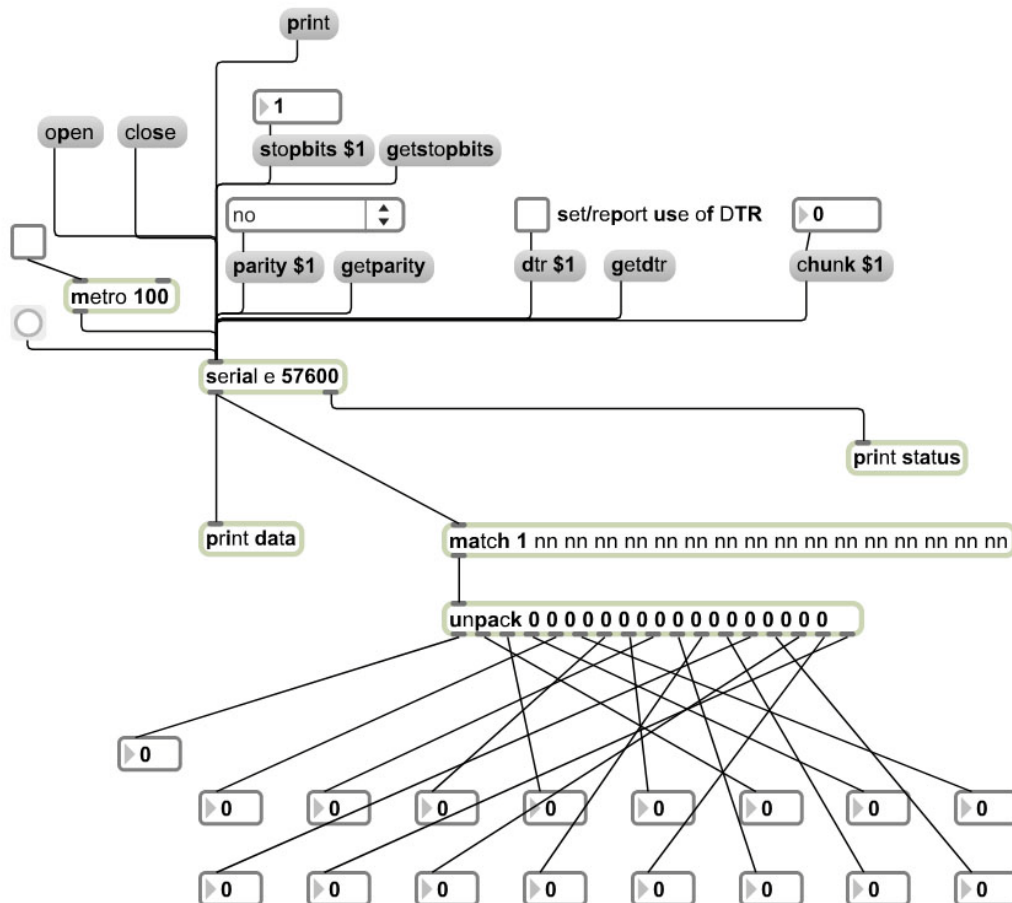 print
1
open close
stopbits $1 getstopbits
no
set/report use of DTR
0
parity $1 getparity
dtr $1 getdtr
chunk $1
metro 100
serial e 57600
print status
print data
match 1 nn nn nn nn nn nn nn nn nn nn nn nn nn nn nn nn
unpack 0 0 0 0 0 0 0 0 0 0 0 0 0 0 0 0 0
0
0 0 0 0 0 0 0 0
0 0 0 0 0 0 0 0